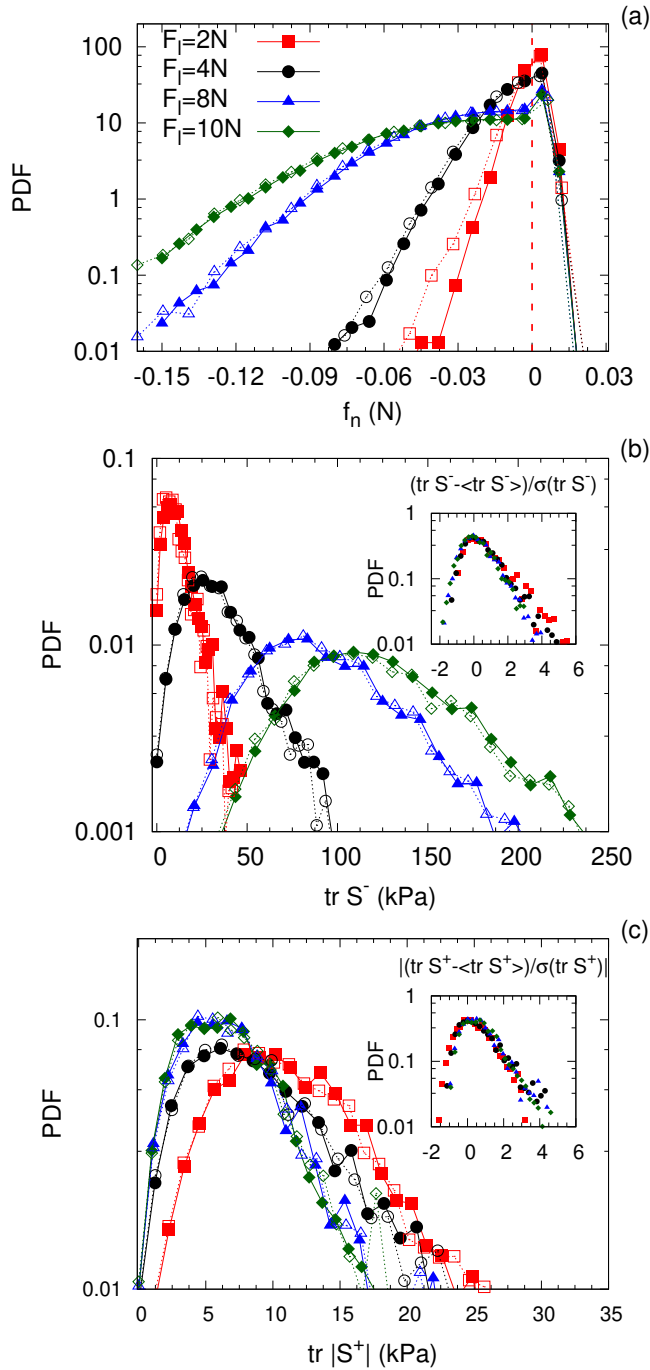 (a)
100
10
1
0.1
0.01
PDF
F_l=2N
F_l=4N
F_l=8N
F_l=10N
-0.15 -0.12 -0.09 -0.06 -0.03 0 0.03
f_n (N)
(b)
0.1
0.01
0.001
PDF
(tr S^- -<tr S^- >)/σ(tr S^-)
1
0.1
0.01
PDF
-2 0 2 4 6
0 50 100 150 200 250
tr S^- (kPa)
(c)
0.1
0.01
PDF
|(tr S^+ -<tr S^+ >)/σ(tr S^+)|
1
0.1
0.01
PDF
-2 0 2 4 6
0 5 10 15 20 25 30 35
tr |S^+| (kPa)